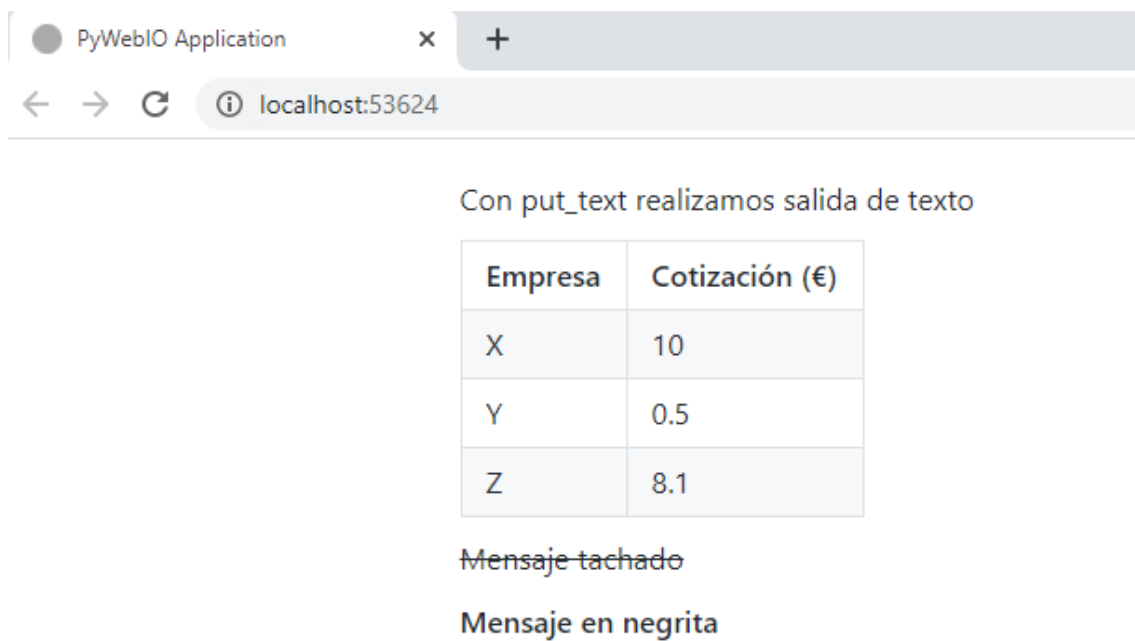 PyWebIO Application
localhost:53624
Con put_text realizamos salida de texto
Empresa Cotización (€)
X 10
Y 0.5
Z 8.1
Mensaje tachado
Mensaje en negrita